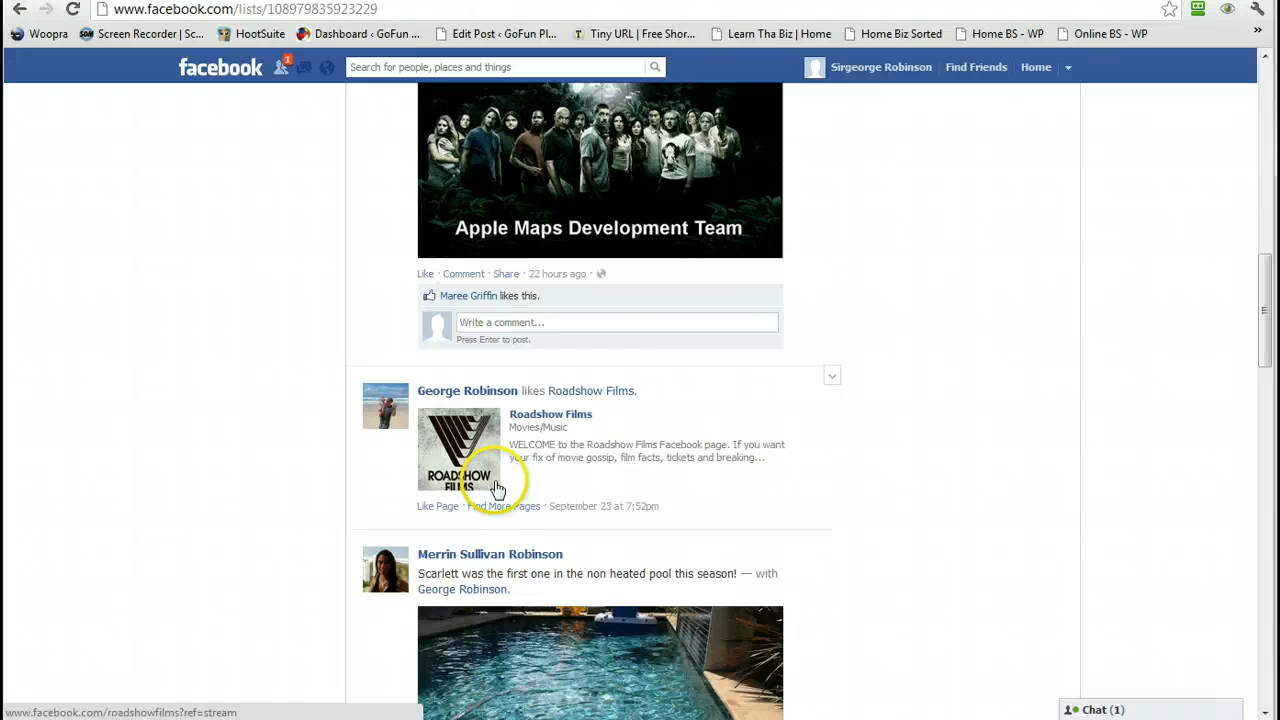 www.facebook.com/lists/108979835923229
Woopra
Screen Recorder | Sc...
HootSuite
Dashboard ‹ GoFun ...
Edit Post ‹ GoFun Pl...
Tiny URL | Free Shor...
Learn Tha Biz | Home
Home Biz Sorted
Home BS - WP
Online BS - WP
»
facebook
1
Search for people, places and things
Sirgeorge Robinson
Find Friends
Home
Apple Maps Development Team
Like · Comment · Share · 22 hours ago ·
Maree Griffin likes this.
Write a comment...
Press Enter to post.
George Robinson likes Roadshow Films.
ROADSHOW
FILMS
Roadshow Films
Movies/Music
WELCOME to the Roadshow Films Facebook page. If you want
your fix of movie gossip, film facts, tickets and breaking...
Like Page · Find More Pages · September 23 at 7:52pm
Merrin Sullivan Robinson
Scarlett was the first one in the non heated pool this season! — with
George Robinson.
www.facebook.com/roadshowfilms?ref=stream
Chat (1)